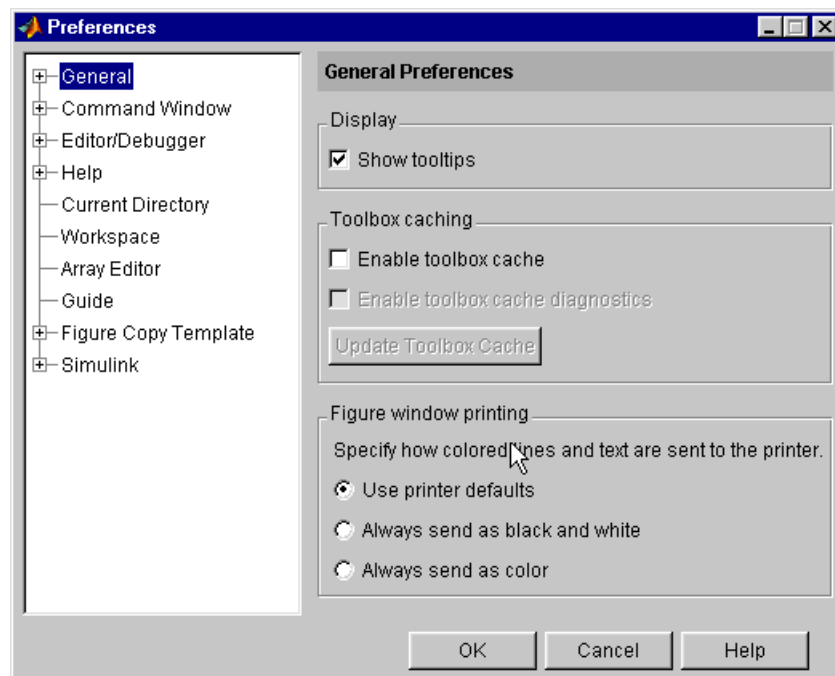 Preferences
General
Command Window
Editor/Debugger
Help
Current Directory
Workspace
Array Editor
Guide
Figure Copy Template
Simulink
General Preferences
Display
Show tooltips
Toolbox caching
Enable toolbox cache
Enable toolbox cache diagnostics
Update Toolbox Cache
Figure window printing
Specify how colored lines and text are sent to the printer.
Use printer defaults
Always send as black and white
Always send as color
OK
Cancel
Help